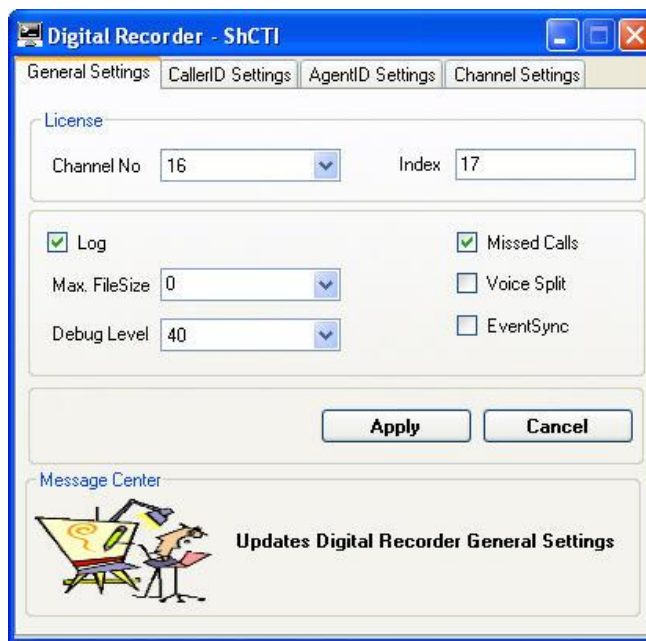 Digital Recorder - ShCTI
General Settings CallerID Settings AgentID Settings Channel Settings
License
Channel No 16 Index 17
Log Missed Calls
Max. FileSize 0 Voice Split
Debug Level 40 EventSync
Apply Cancel
Message Center
Updates Digital Recorder General Settings